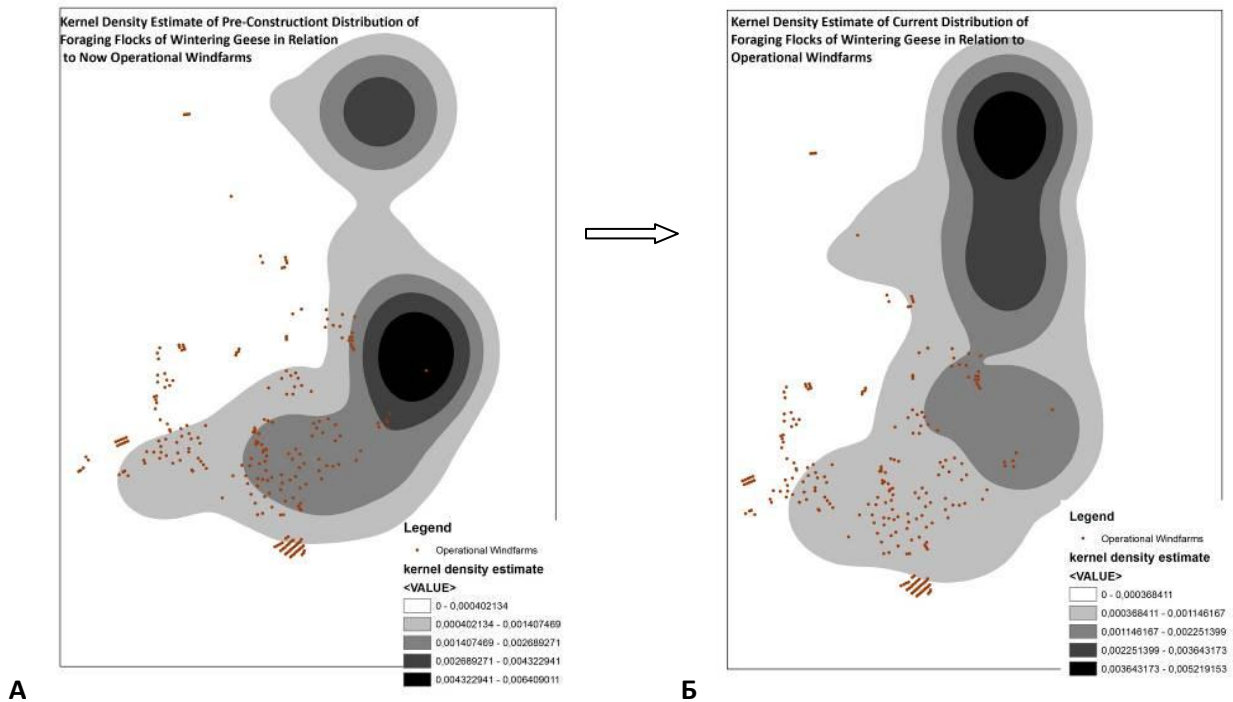 Kernel Density Estimate of Pre-Constructiont Distribution of
Foraging Flocks of Wintering Geese in Relation
to Now Operational Windfarms
Legend
Operational Windfarms
kernel density estimate
<VALUE>
0 - 0,000402134
0,000402134 - 0,001407469
0,001407469 - 0,002689271
0,002689271 - 0,004322941
0,004322941 - 0,006409011
А
Kernel Density Estimate of Current Distribution of
Foraging Flocks of Wintering Geese in Relation to
Operational Windfarms
Legend
Operational Windfarms
kernel density estimate
<VALUE>
0 - 0,000368411
0,000368411 - 0,001146167
0,001146167 - 0,002251399
0,002251399 - 0,003643173
0,003643173 - 0,005219153
Б